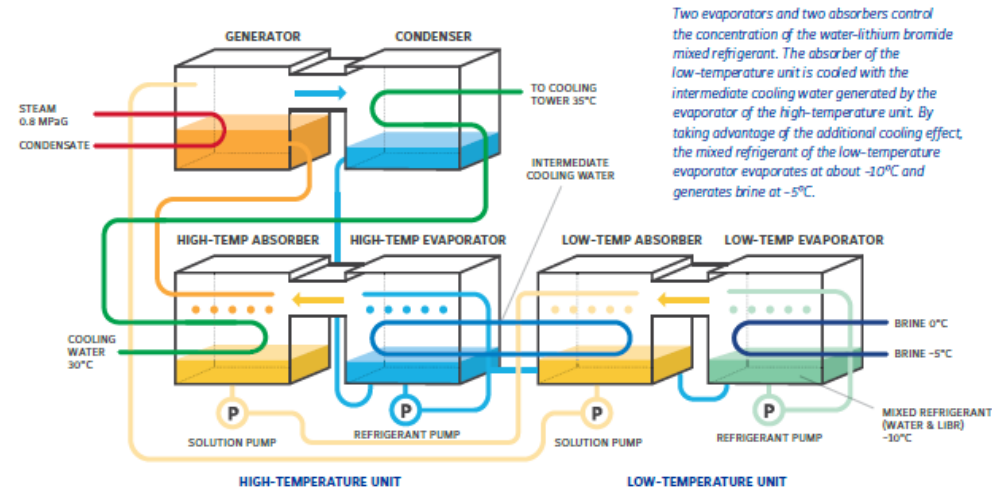 Two evaporators and two absorbers control
the concentration of the water-lithium bromide
mixed refrigerant. The absorber of the
low-temperature unit is cooled with the
intermediate cooling water generated by the
evaporator of the high-temperature unit. By
taking advantage of the additional cooling effect,
the mixed refrigerant of the low-temperature
evaporator evaporates at about -10°C and
generates brine at -5°C.
GENERATOR
CONDENSER
STEAM
0.8 MPaG
CONDENSATE
TO COOLING
TOWER 35°C
INTERMEDIATE
COOLING WATER
HIGH-TEMP ABSORBER
HIGH-TEMP EVAPORATOR
LOW-TEMP ABSORBER
LOW-TEMP EVAPORATOR
COOLING
WATER
30°C
BRINE 0°C
BRINE -5°C
P
P
P
P
SOLUTION PUMP
REFRIGERANT PUMP
SOLUTION PUMP
REFRIGERANT PUMP
MIXED REFRIGERANT
(WATER & LiBR)
-10°C
HIGH-TEMPERATURE UNIT
LOW-TEMPERATURE UNIT